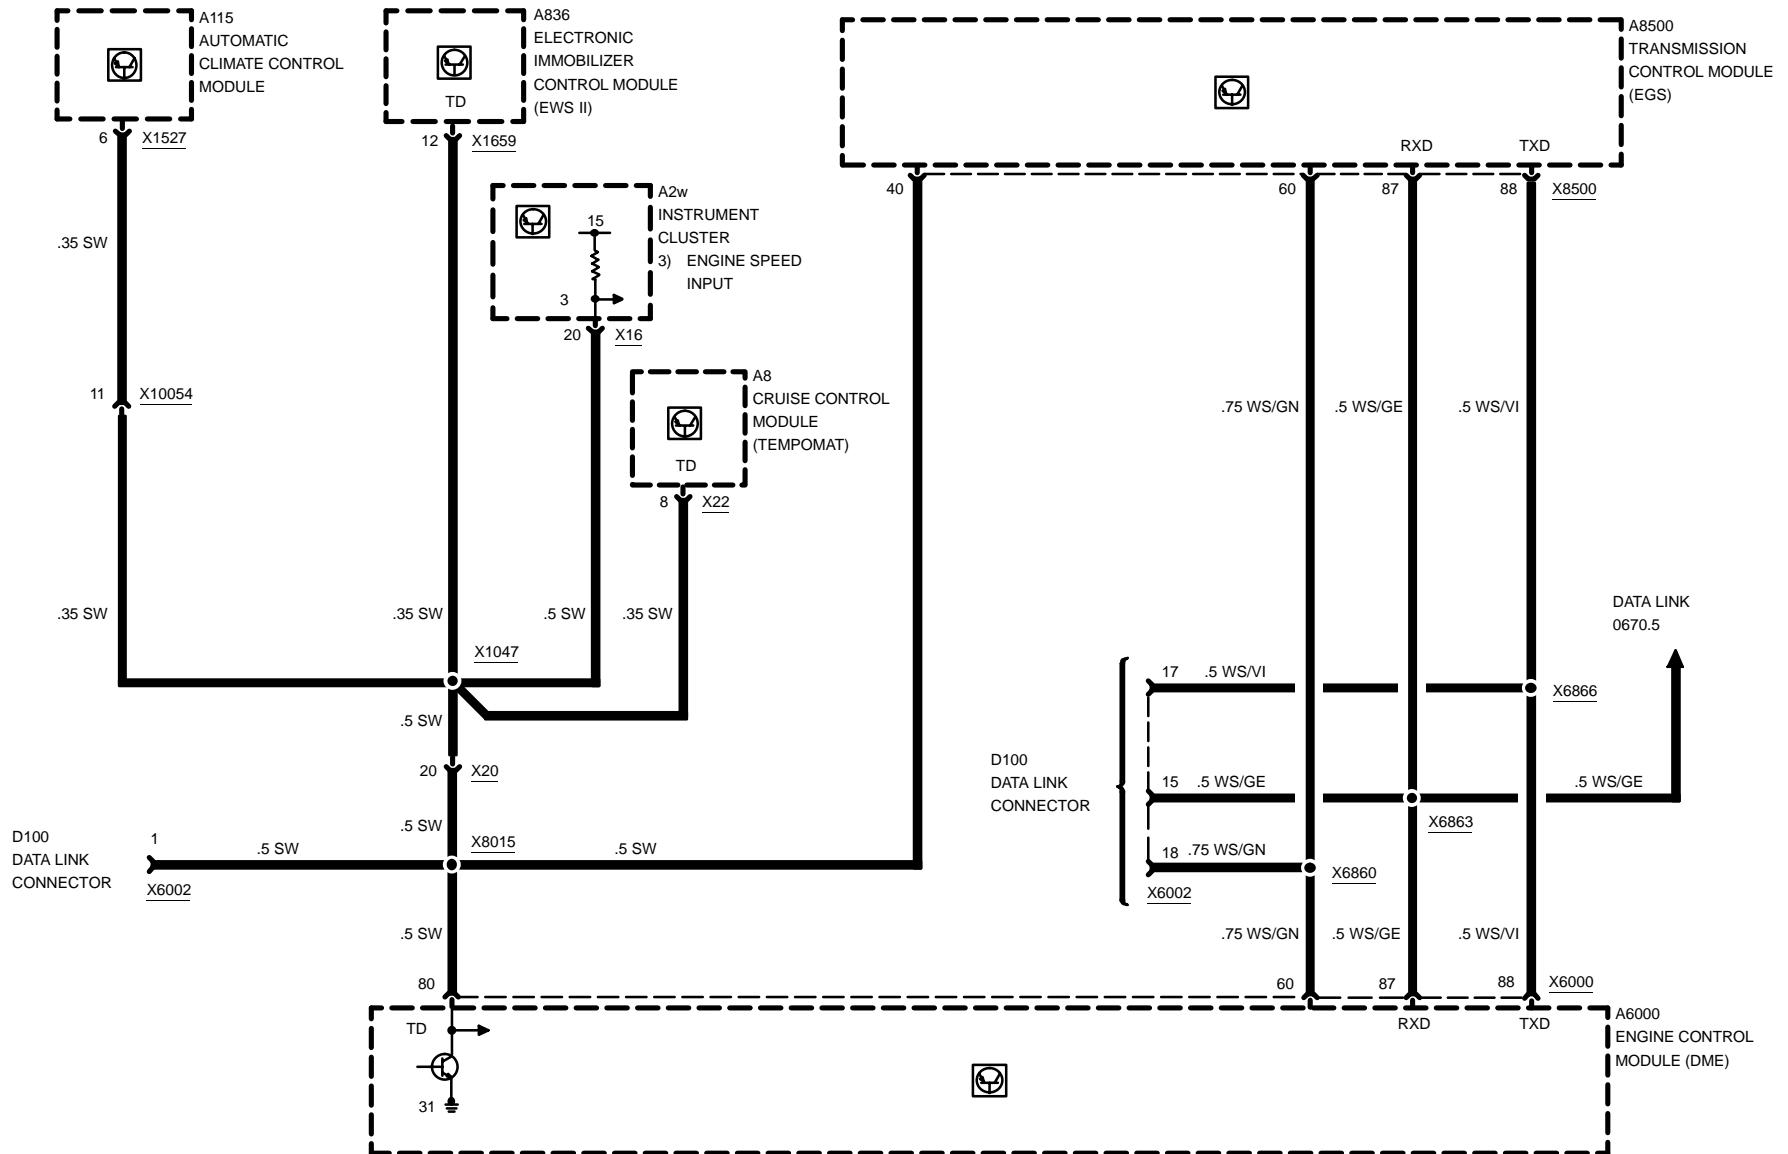 A115
AUTOMATIC
CLIMATE CONTROL
MODULE
6
X1527
.35 SW
11
X10054
.35 SW
A836
ELECTRONIC
IMMOBILIZER
CONTROL MODULE
(EWS II)
TD
12
X1659
.35 SW
A2w
INSTRUMENT
CLUSTER
3) ENGINE SPEED
INPUT
15
3
20
X16
.5 SW
A8
CRUISE CONTROL
MODULE
(TEMPOMAT)
TD
8
X22
.35 SW
X1047
.5 SW
20
X20
.5 SW
X8015
D100
DATA LINK
CONNECTOR
1
X6002
.5 SW
.5 SW
.5 SW
80
A8500
TRANSMISSION
CONTROL MODULE
(EGS)
RXD
TXD
40
60
87
88
X8500
.75 WS/GN
.5 WS/GE
.5 WS/VI
DATA LINK
0670.5
17
.5 WS/VI
X6866
D100
DATA LINK
CONNECTOR
15
.5 WS/GE
.5 WS/GE
X6863
18
.75 WS/GN
X6860
X6002
.75 WS/GN
.5 WS/GE
.5 WS/VI
60
87
88
X6000
TD
RXD
TXD
31
A6000
ENGINE CONTROL
MODULE (DME)